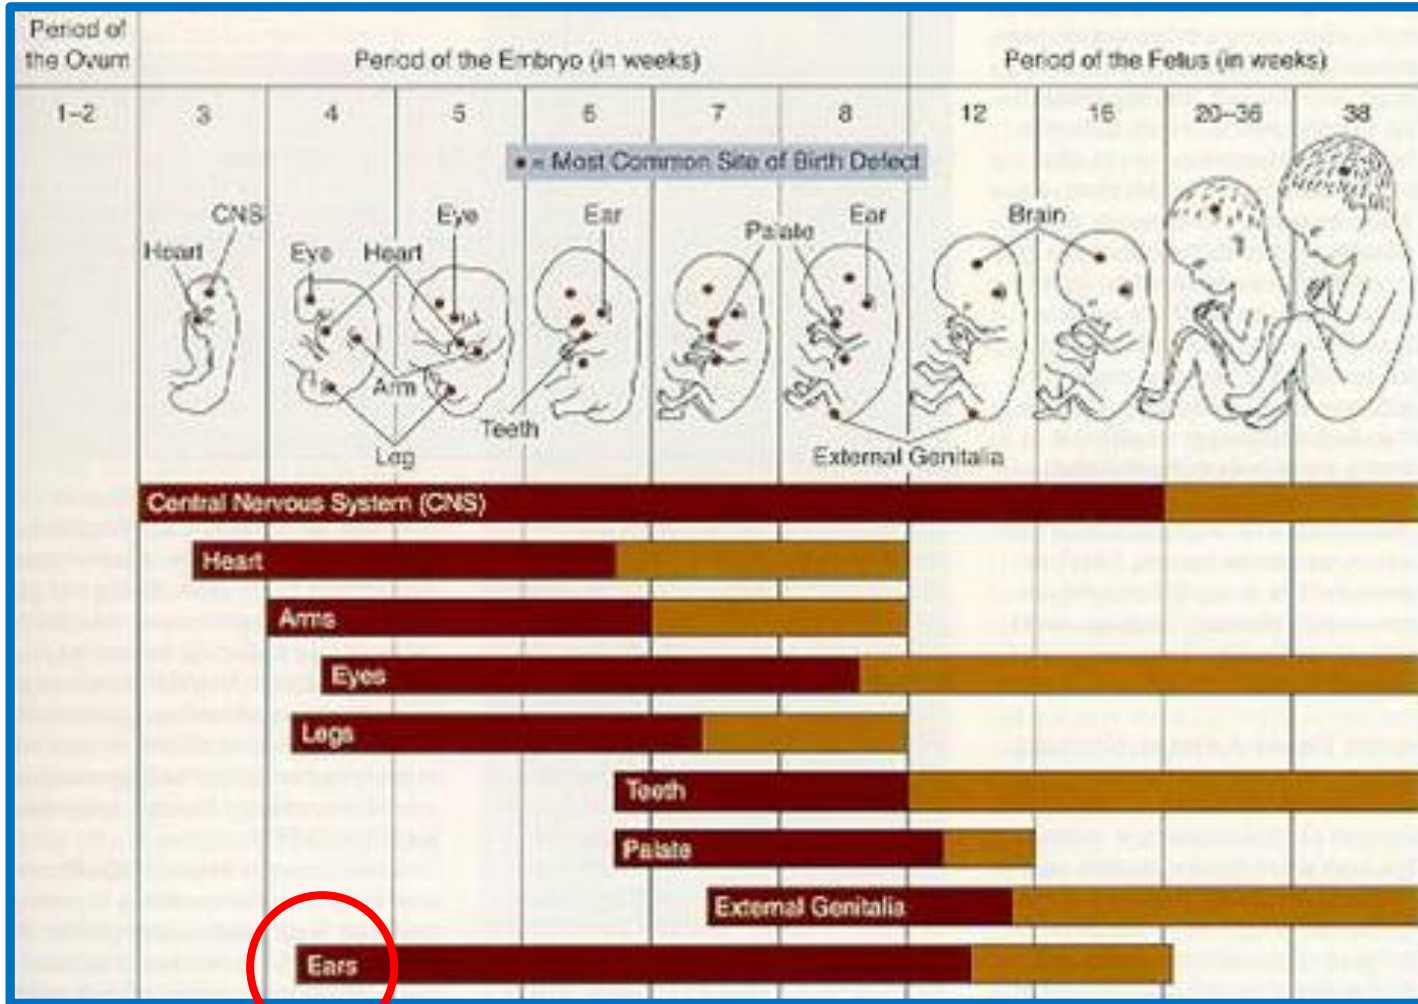 Period of
the Ovum
Period of the Embryo (in weeks)
Period of the Fetus (in weeks)
1–2
3
4
5
6
7
8
12
16
20–36
38
• = Most Common Site of Birth Defect
CNS
Eye
Ear
Ear
Brain
Palate
Heart
Eye
Heart
Arm
Teeth
Leg
External Genitalia
Central Nervous System (CNS)
Heart
Arms
Eyes
Legs
Teeth
Palate
External Genitalia
Ears